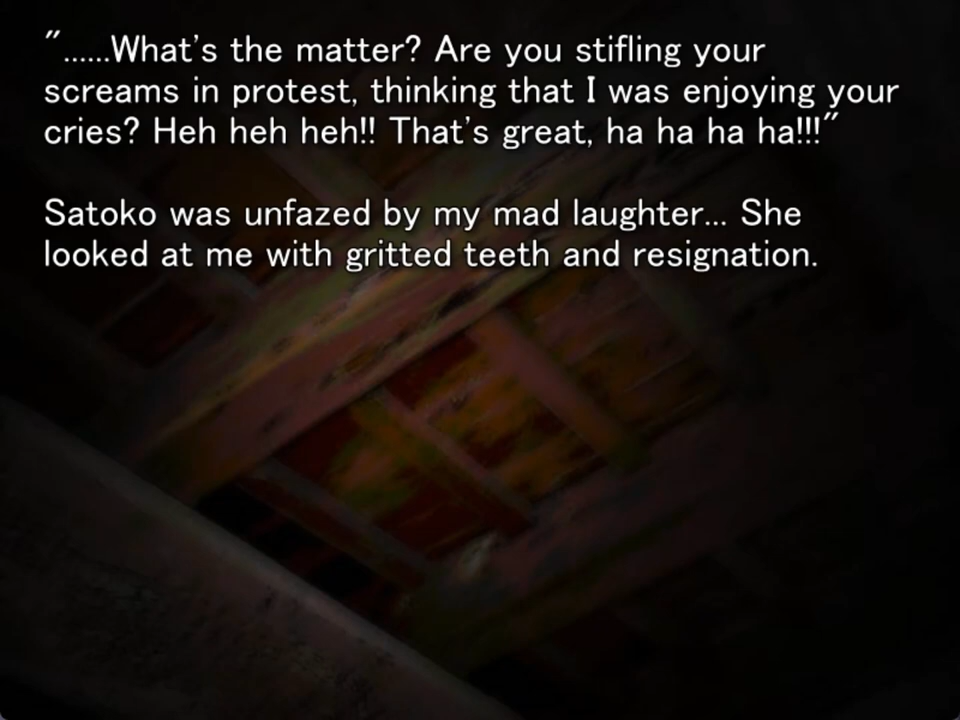 "......What's the matter? Are you stifling your
screams in protest, thinking that I was enjoying your
cries? Heh heh heh!! That's great, ha ha ha ha!!!"
Satoko was unfazed by my mad laughter... She
looked at me with gritted teeth and resignation.